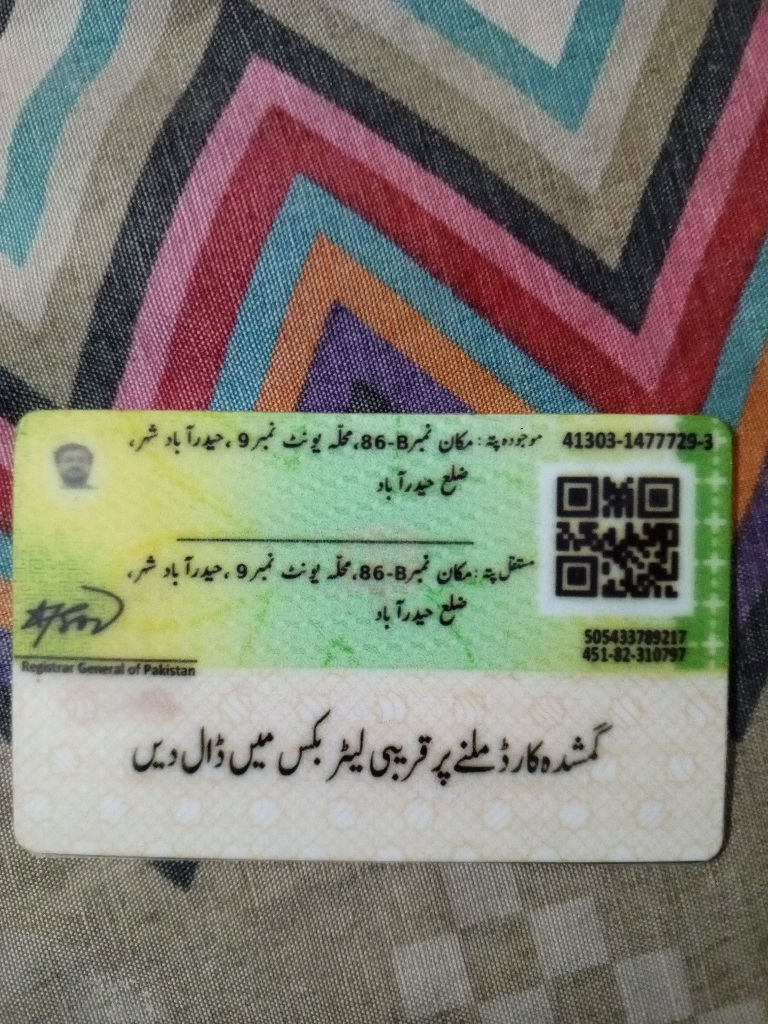 41303-1477729-3
موجودہ پتہ: مکان نمبر 86-B، محلّہ یونٹ نمبر 9، حیدرآباد شہر،
ضلع حیدرآباد
مستقل پتہ: مکان نمبر 86-B، محلّہ یونٹ نمبر 9، حیدرآباد شہر،
ضلع حیدرآباد
505433789217
451-82-310797
Registrar General of Pakistan
گمشدہ کارڈ ملنے پر قریبی لیٹر بکس میں ڈال دیں